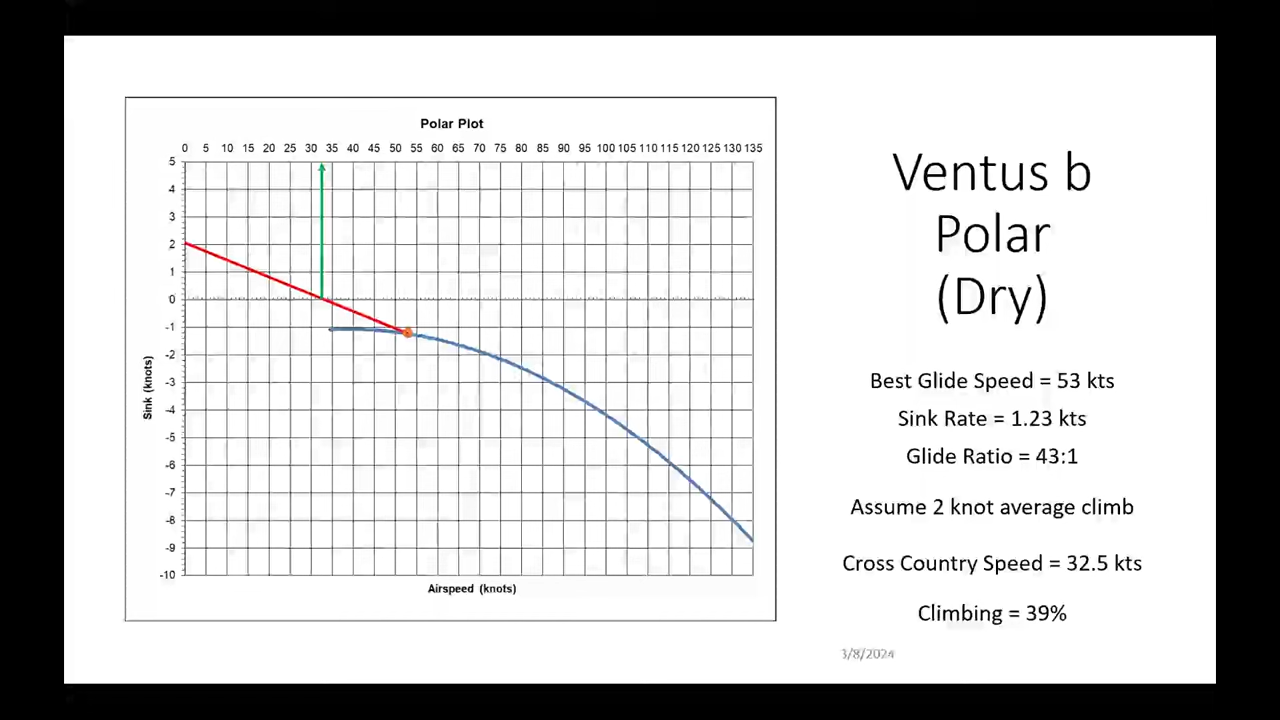 Polar Plot
0 5 10 15 20 25 30 35 40 45 50 55 60 65 70 75 80 85 90 95 100 105 110 115 120 125 130 135
5
4
3
2
1
0
-1
-2
-3
-4
-5
-6
-7
-8
-9
-10
Sink (knots)
Airspeed (knots)
Ventus b
Polar
(Dry)
Best Glide Speed = 53 kts
Sink Rate = 1.23 kts
Glide Ratio = 43:1
Assume 2 knot average climb
Cross Country Speed = 32.5 kts
Climbing = 39%
3/8/2024